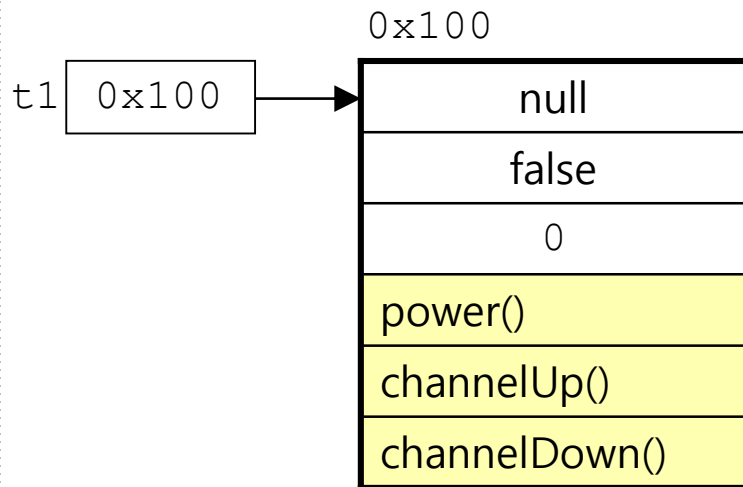 0x100
t1 0x100
null
false
0
power()
channelUp()
channelDown()